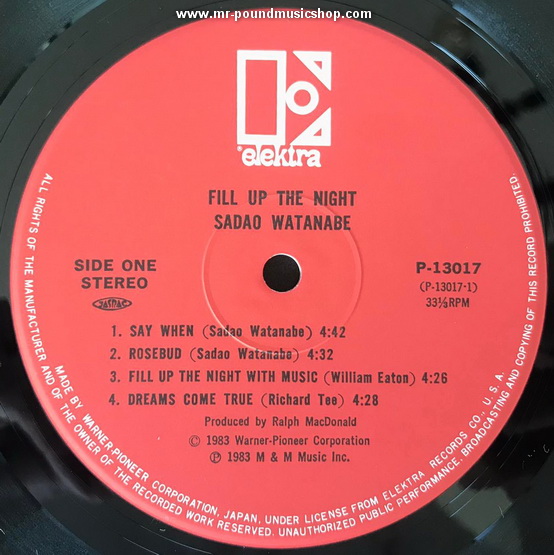 www.mr-poundmusicshop.com
elektra
FILL UP THE NIGHT
SADAO WATANABE
SIDE ONE
STEREO
JASRAC
P-13017
(P-13017-1)
33⅓RPM
1. SAY WHEN (Sadao Watanabe) 4:42
2. ROSEBUD (Sadao Watanabe) 4:32
3. FILL UP THE NIGHT WITH MUSIC (William Eaton) 4:26
4. DREAMS COME TRUE (Richard Tee) 4:28
Produced by Ralph MacDonald
© 1983 Warner-Pioneer Corporation
℗ 1983 M & M Music Inc.
ALL RIGHTS OF THE MANUFACTURER AND OF THE OWNER OF THE RECORDED WORK RESERVED. UNAUTHORIZED PUBLIC PERFORMANCE, BROADCASTING AND COPYING OF THIS RECORD PROHIBITED.
MADE BY WARNER-PIONEER CORPORATION, JAPAN, UNDER LICENSE FROM ELEKTRA RECORDS CO., U.S.A.